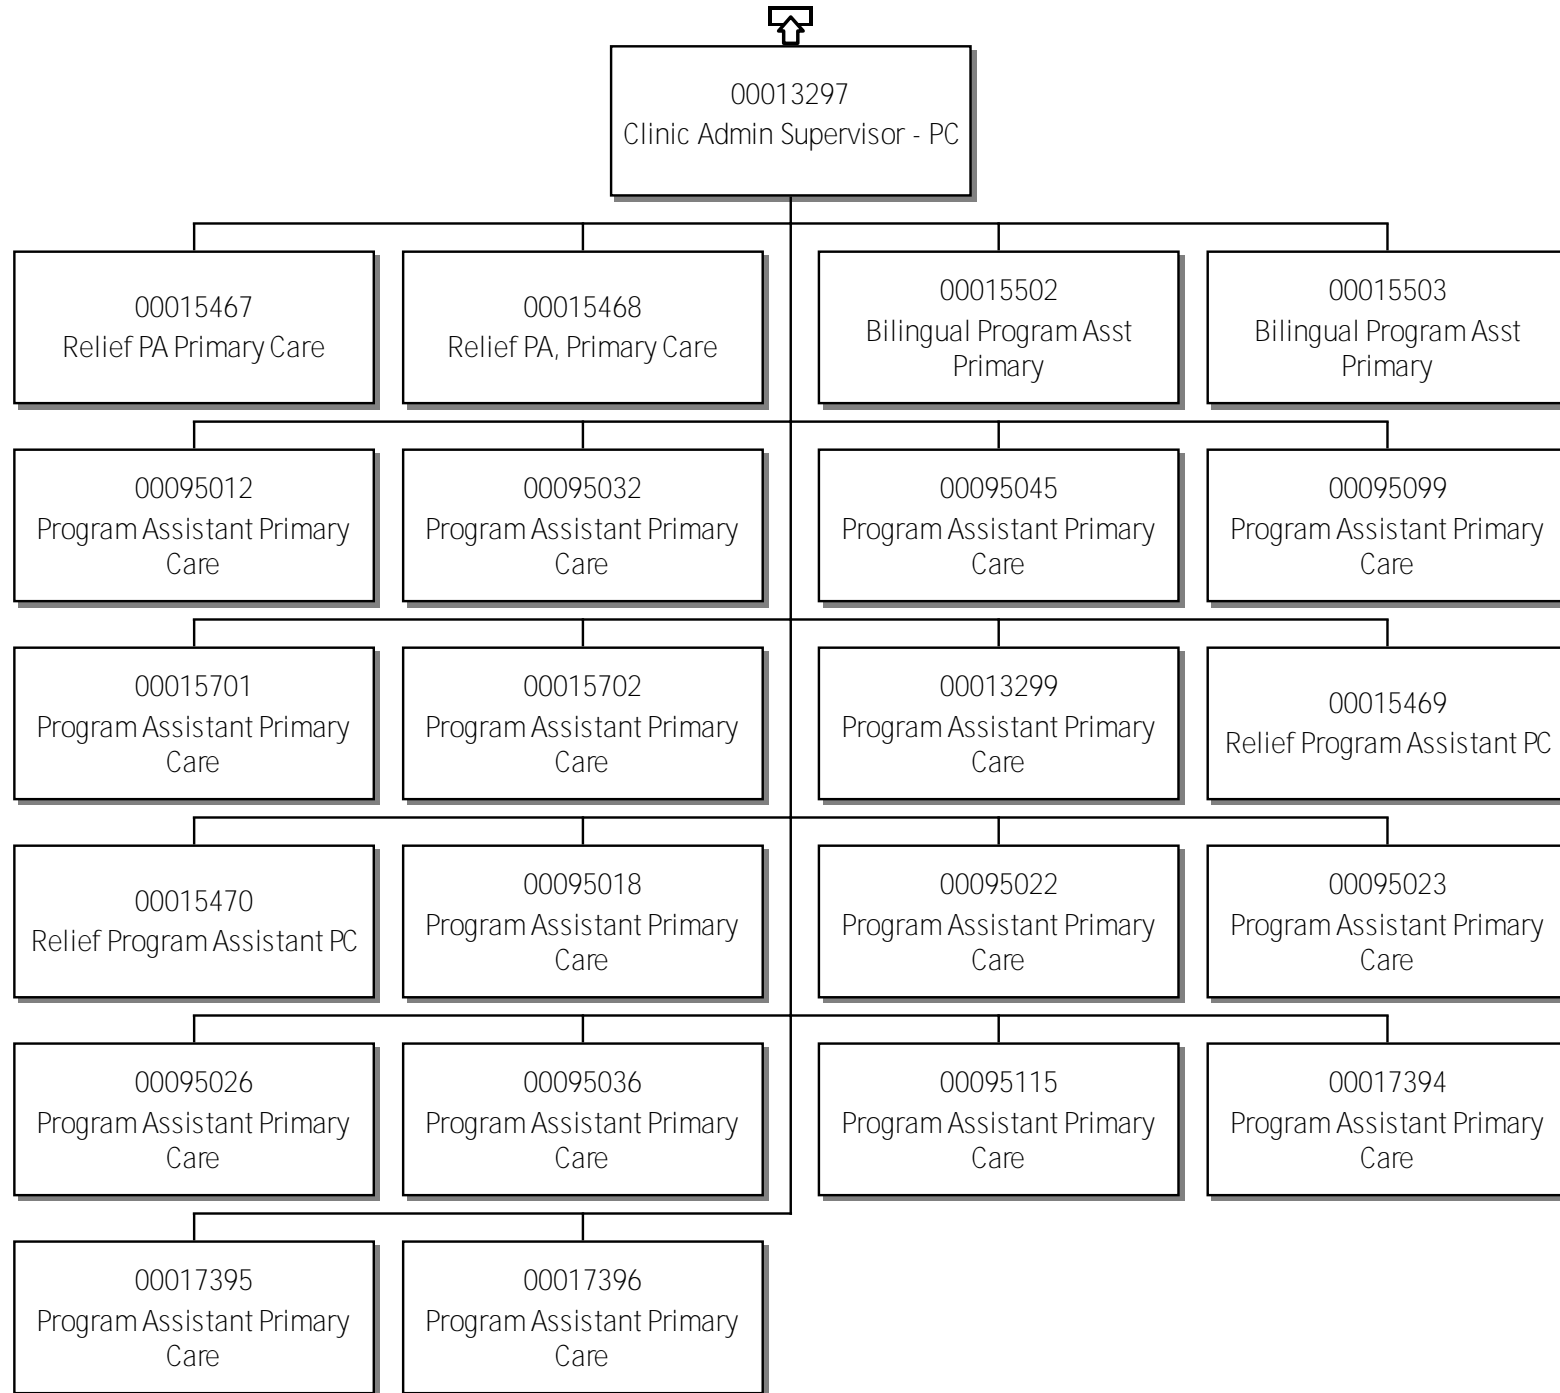 00013297
Clinic Admin Supervisor - PC
00015467
Relief PA Primary Care
00015468
Relief PA, Primary Care
00015502
Bilingual Program Asst
Primary
00015503
Bilingual Program Asst
Primary
00095012
Program Assistant Primary
Care
00095032
Program Assistant Primary
Care
00095045
Program Assistant Primary
Care
00095099
Program Assistant Primary
Care
00015701
Program Assistant Primary
Care
00015702
Program Assistant Primary
Care
00013299
Program Assistant Primary
Care
00015469
Relief Program Assistant PC
00015470
Relief Program Assistant PC
00095018
Program Assistant Primary
Care
00095022
Program Assistant Primary
Care
00095023
Program Assistant Primary
Care
00095026
Program Assistant Primary
Care
00095036
Program Assistant Primary
Care
00095115
Program Assistant Primary
Care
00017394
Program Assistant Primary
Care
00017395
Program Assistant Primary
Care
00017396
Program Assistant Primary
Care